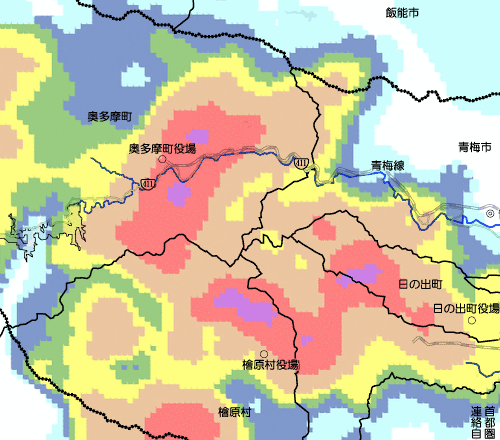 飯能市
奥多摩町
奥多摩町役場
青梅市
青梅線
日の出町
日の出町役場
檜原村役場
檜原村
首都圏
連絡自